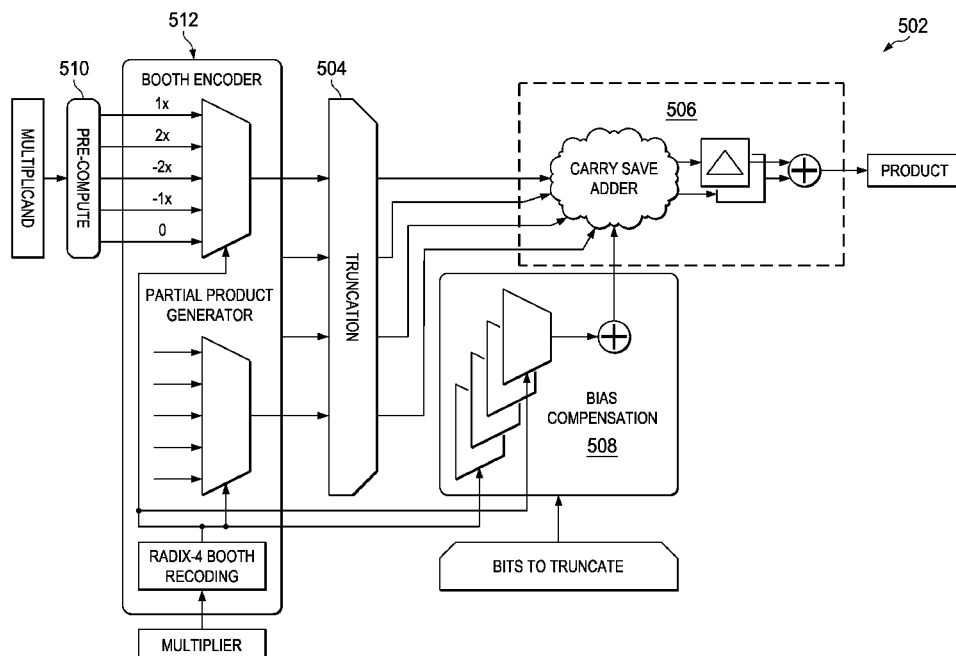 512
502
BOOTH ENCODER
510
504
506
1x
2x
-2x
-1x
0
MULTIPLICAND
PRE-COMPUTE
CARRY SAVE
ADDER
PRODUCT
PARTIAL PRODUCT
GENERATOR
TRUNCATION
BIAS
COMPENSATION
508
RADIX-4 BOOTH
RECODING
BITS TO TRUNCATE
MULTIPLIER